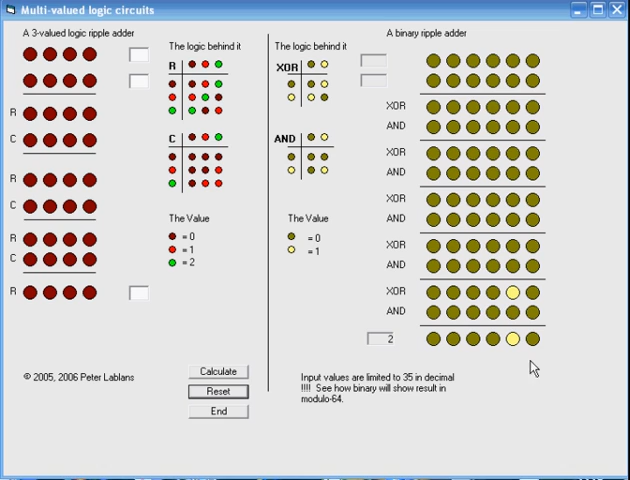 Multi-valued logic circuits
A 3-valued logic ripple adder
The logic behind it
The logic behind it
A binary ripple adder
R
XOR
R
C
XOR
AND
C
AND
XOR
AND
R
C
XOR
AND
The Value
= 0
= 1
= 2
The Value
= 0
= 1
R
C
XOR
AND
R
XOR
AND
2
© 2005, 2006 Peter Lablans
Calculate
Reset
End
Input values are limited to 35 in decimal
!!!! See how binary will show result in
modulo-64.